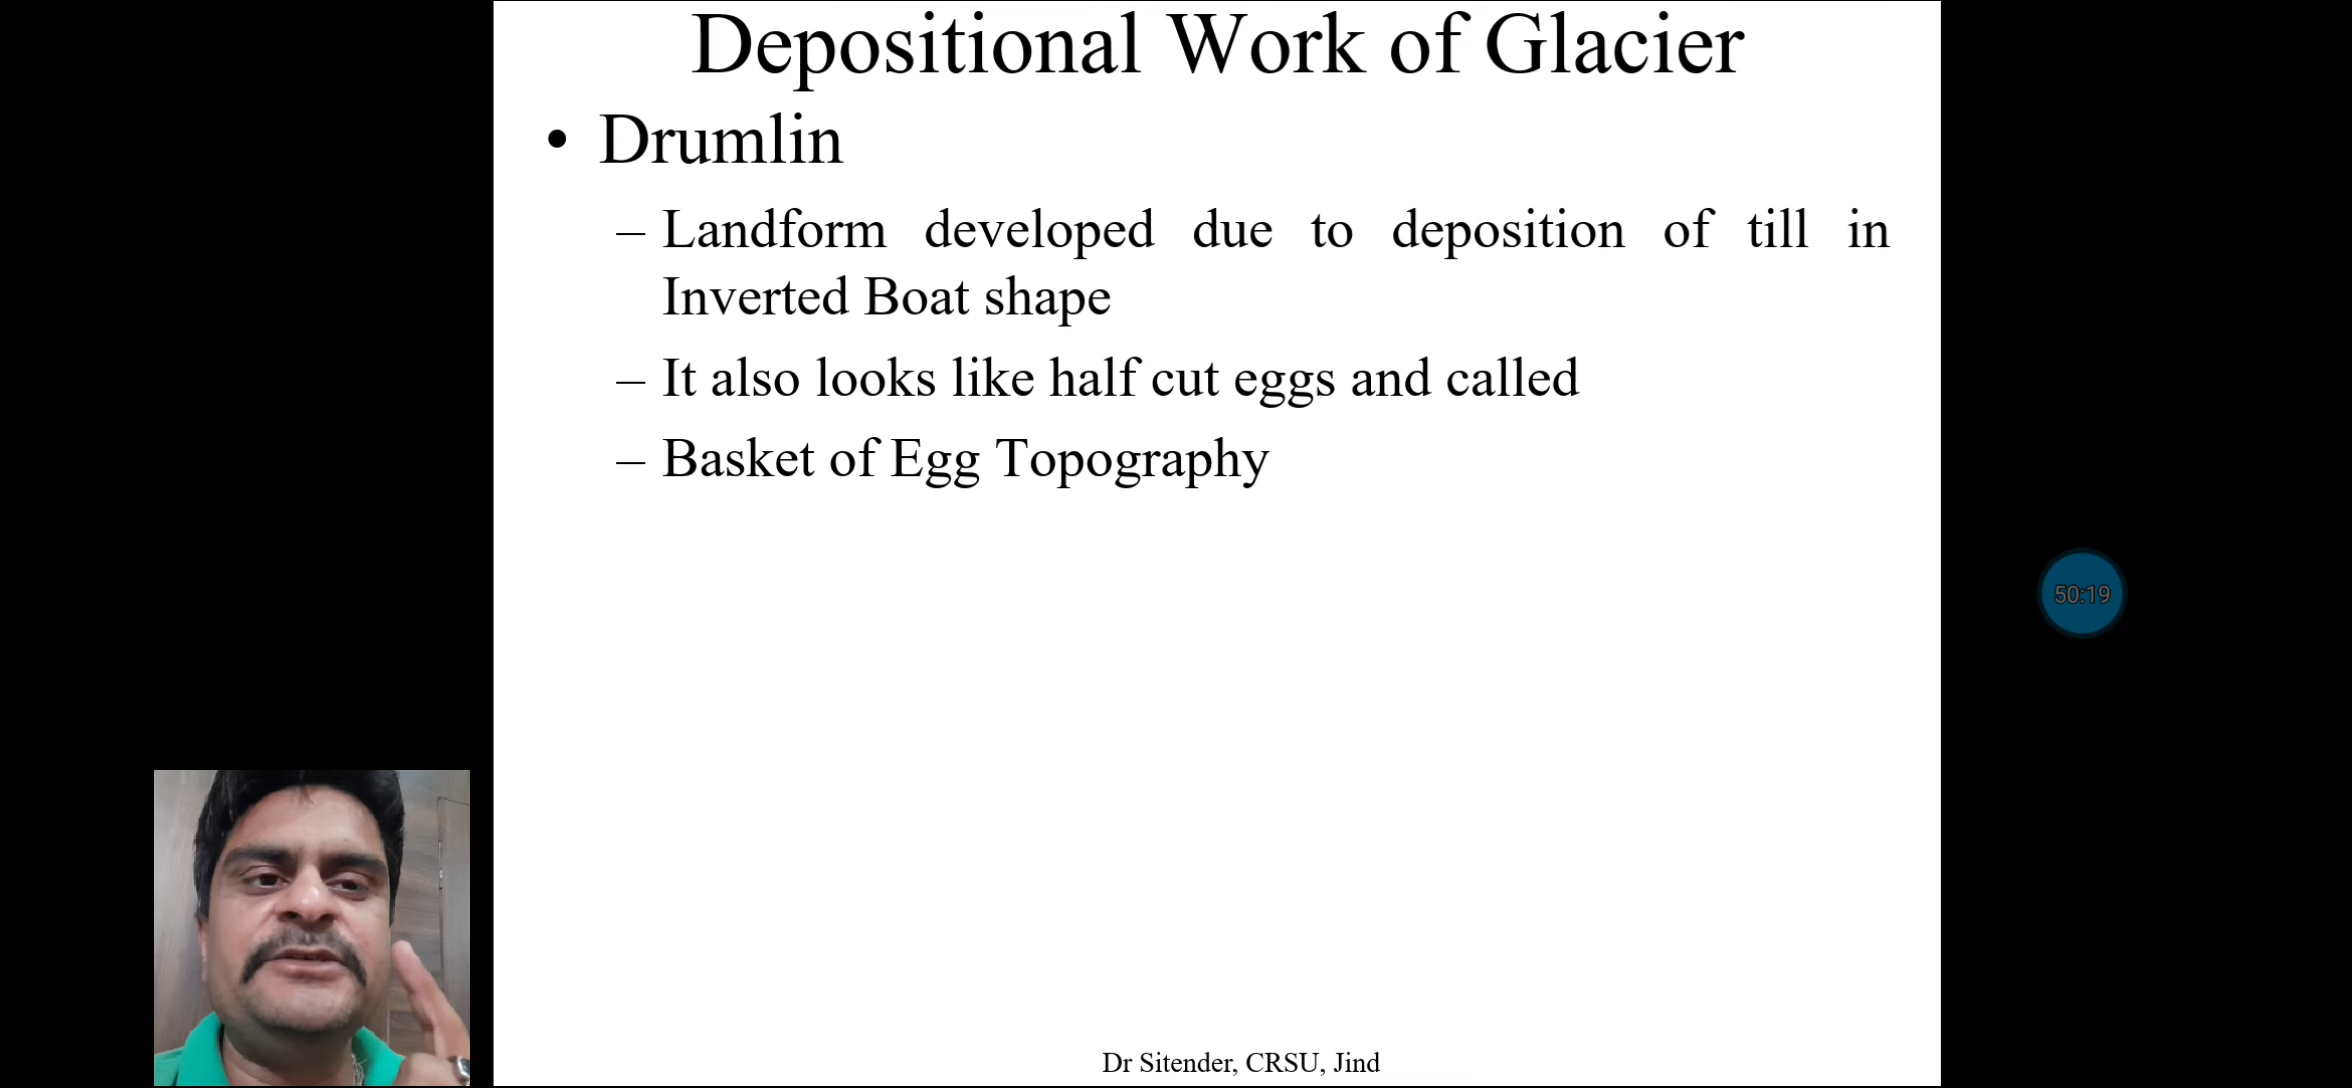 Depositional Work of Glacier
• Drumlin
– Landform developed due to deposition of till in
Inverted Boat shape
– It also looks like half cut eggs and called
– Basket of Egg Topography
50:19
Dr Sitender, CRSU, Jind